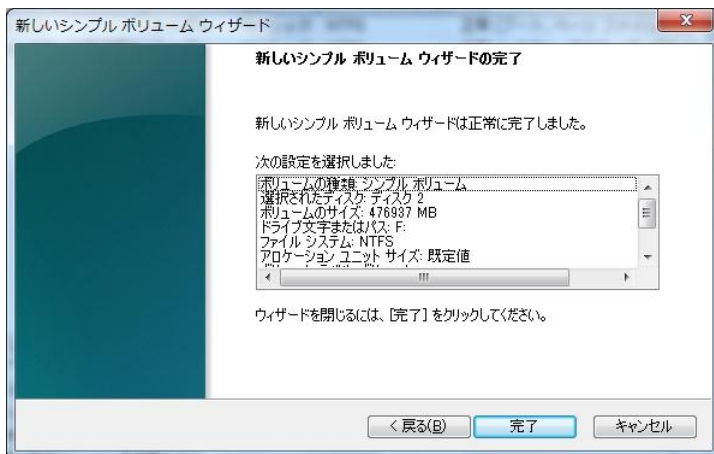 新しいシンプル ボリューム ウィザード
新しいシンプル ボリューム ウィザードの完了
新しいシンプル ボリューム ウィザードは正常に完了しました。
次の設定を選択しました:
ボリュームの種類: シンプル ボリューム
選択されたディスク: ディスク 2
ボリュームのサイズ: 476937 MB
ドライブ文字またはパス: F:
ファイル システム: NTFS
アロケーション ユニット サイズ: 既定値
ウィザードを閉じるには、[完了] をクリックしてください。
< 戻る(B)
完了
キャンセル